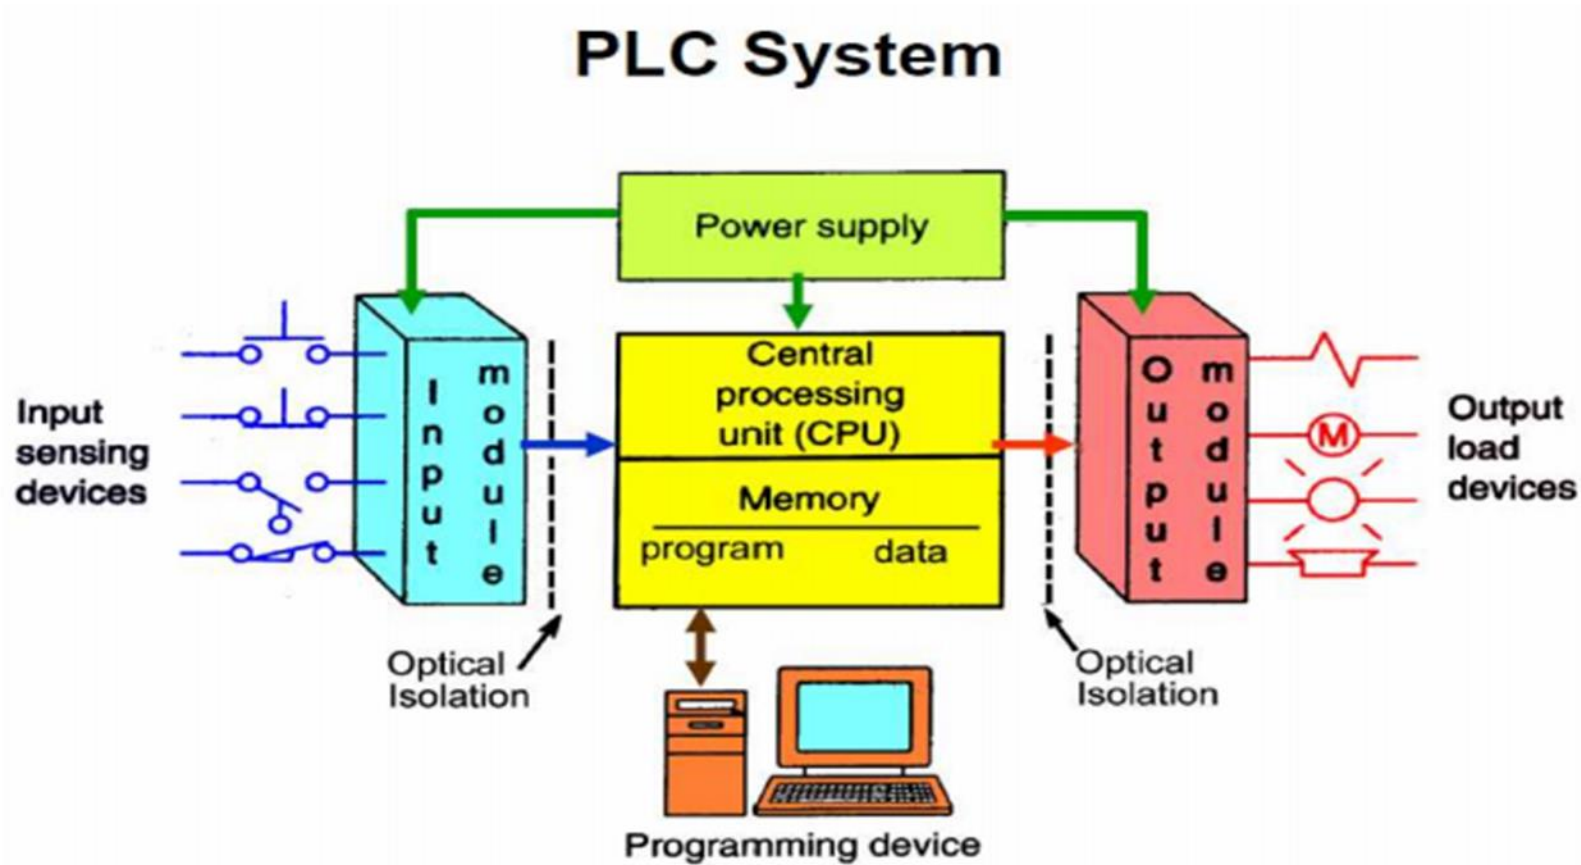 PLC System
Power supply
Input
sensing
devices
Input
module
Central
processing
unit (CPU)
Memory
program data
Output
module
M
Output
load
devices
Optical
Isolation
Optical
Isolation
Programming device